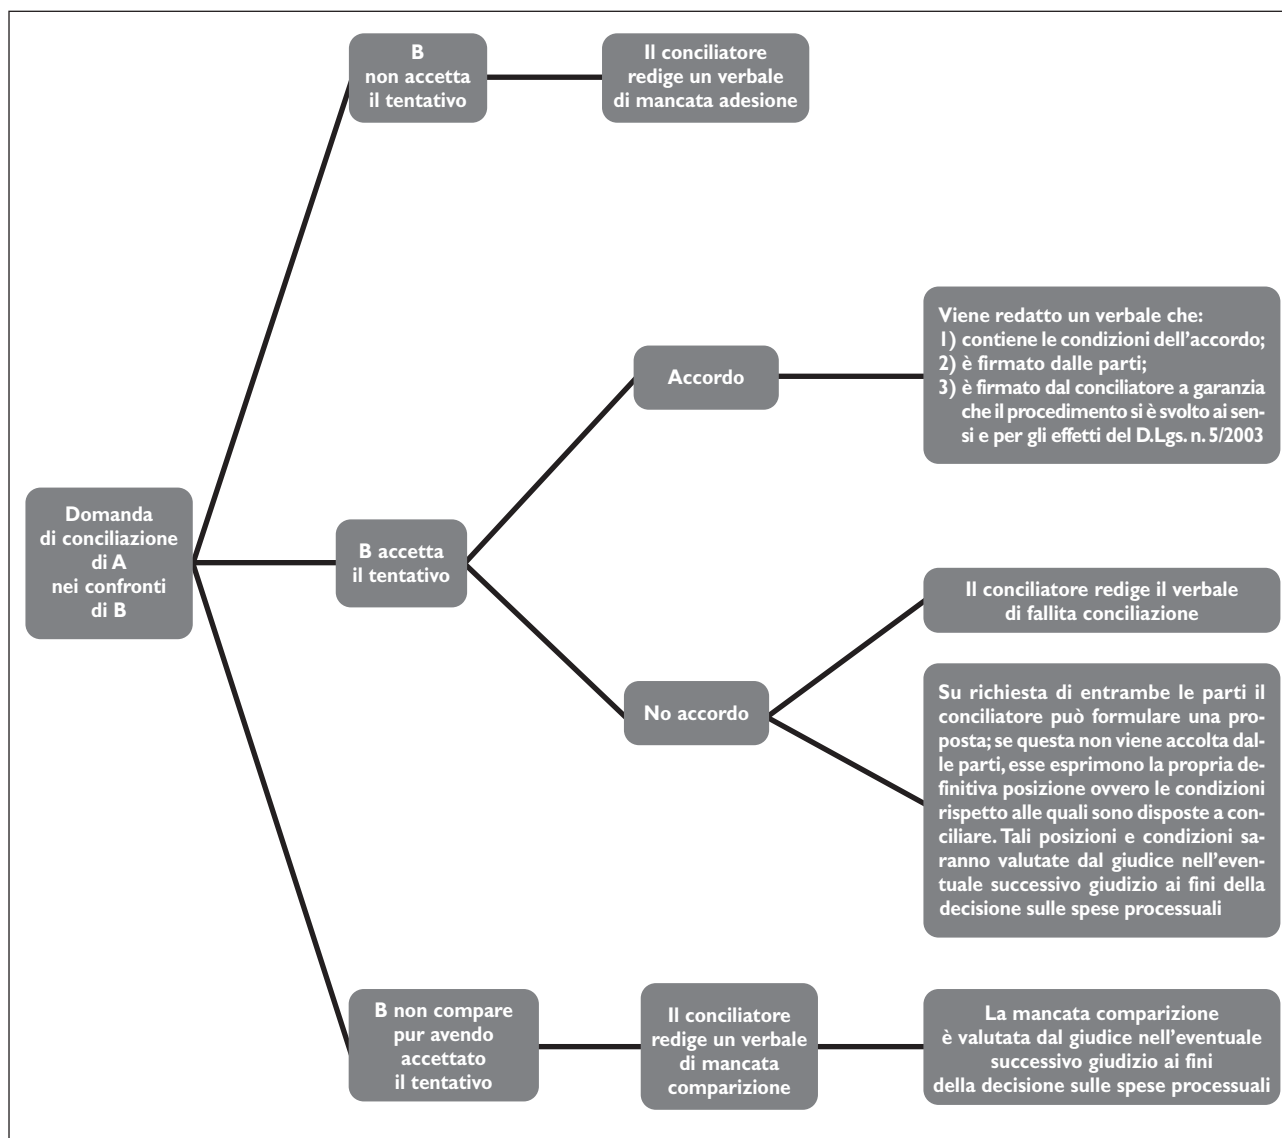 B
non accetta
il tentativo
Il conciliatore
redige un verbale
di mancata adesione
Viene redatto un verbale che:
1) contiene le condizioni dell'accordo;
2) è firmato dalle parti;
3) è firmato dal conciliatore a garanzia
che il procedimento si è svolto ai sen-
si e per gli effetti del D.Lgs. n. 5/2003
Accordo
Domanda
di conciliazione
di A
nei confronti
di B
B accetta
il tentativo
Il conciliatore redige il verbale
di fallita conciliazione
No accordo
Su richiesta di entrambe le parti il
conciliatore può formulare una pro-
posta; se questa non viene accolta dal-
le parti, esse esprimono la propria de-
finitiva posizione ovvero le condizioni
rispetto alle quali sono disposte a con-
ciliare. Tali posizioni e condizioni sa-
ranno valutate dal giudice nell'even-
tuale successivo giudizio ai fini della
decisione sulle spese processuali
B non compare
pur avendo
accettato
il tentativo
Il conciliatore
redige un verbale
di mancata
comparizione
La mancata comparizione
è valutata dal giudice nell'eventuale
successivo giudizio ai fini
della decisione sulle spese processuali